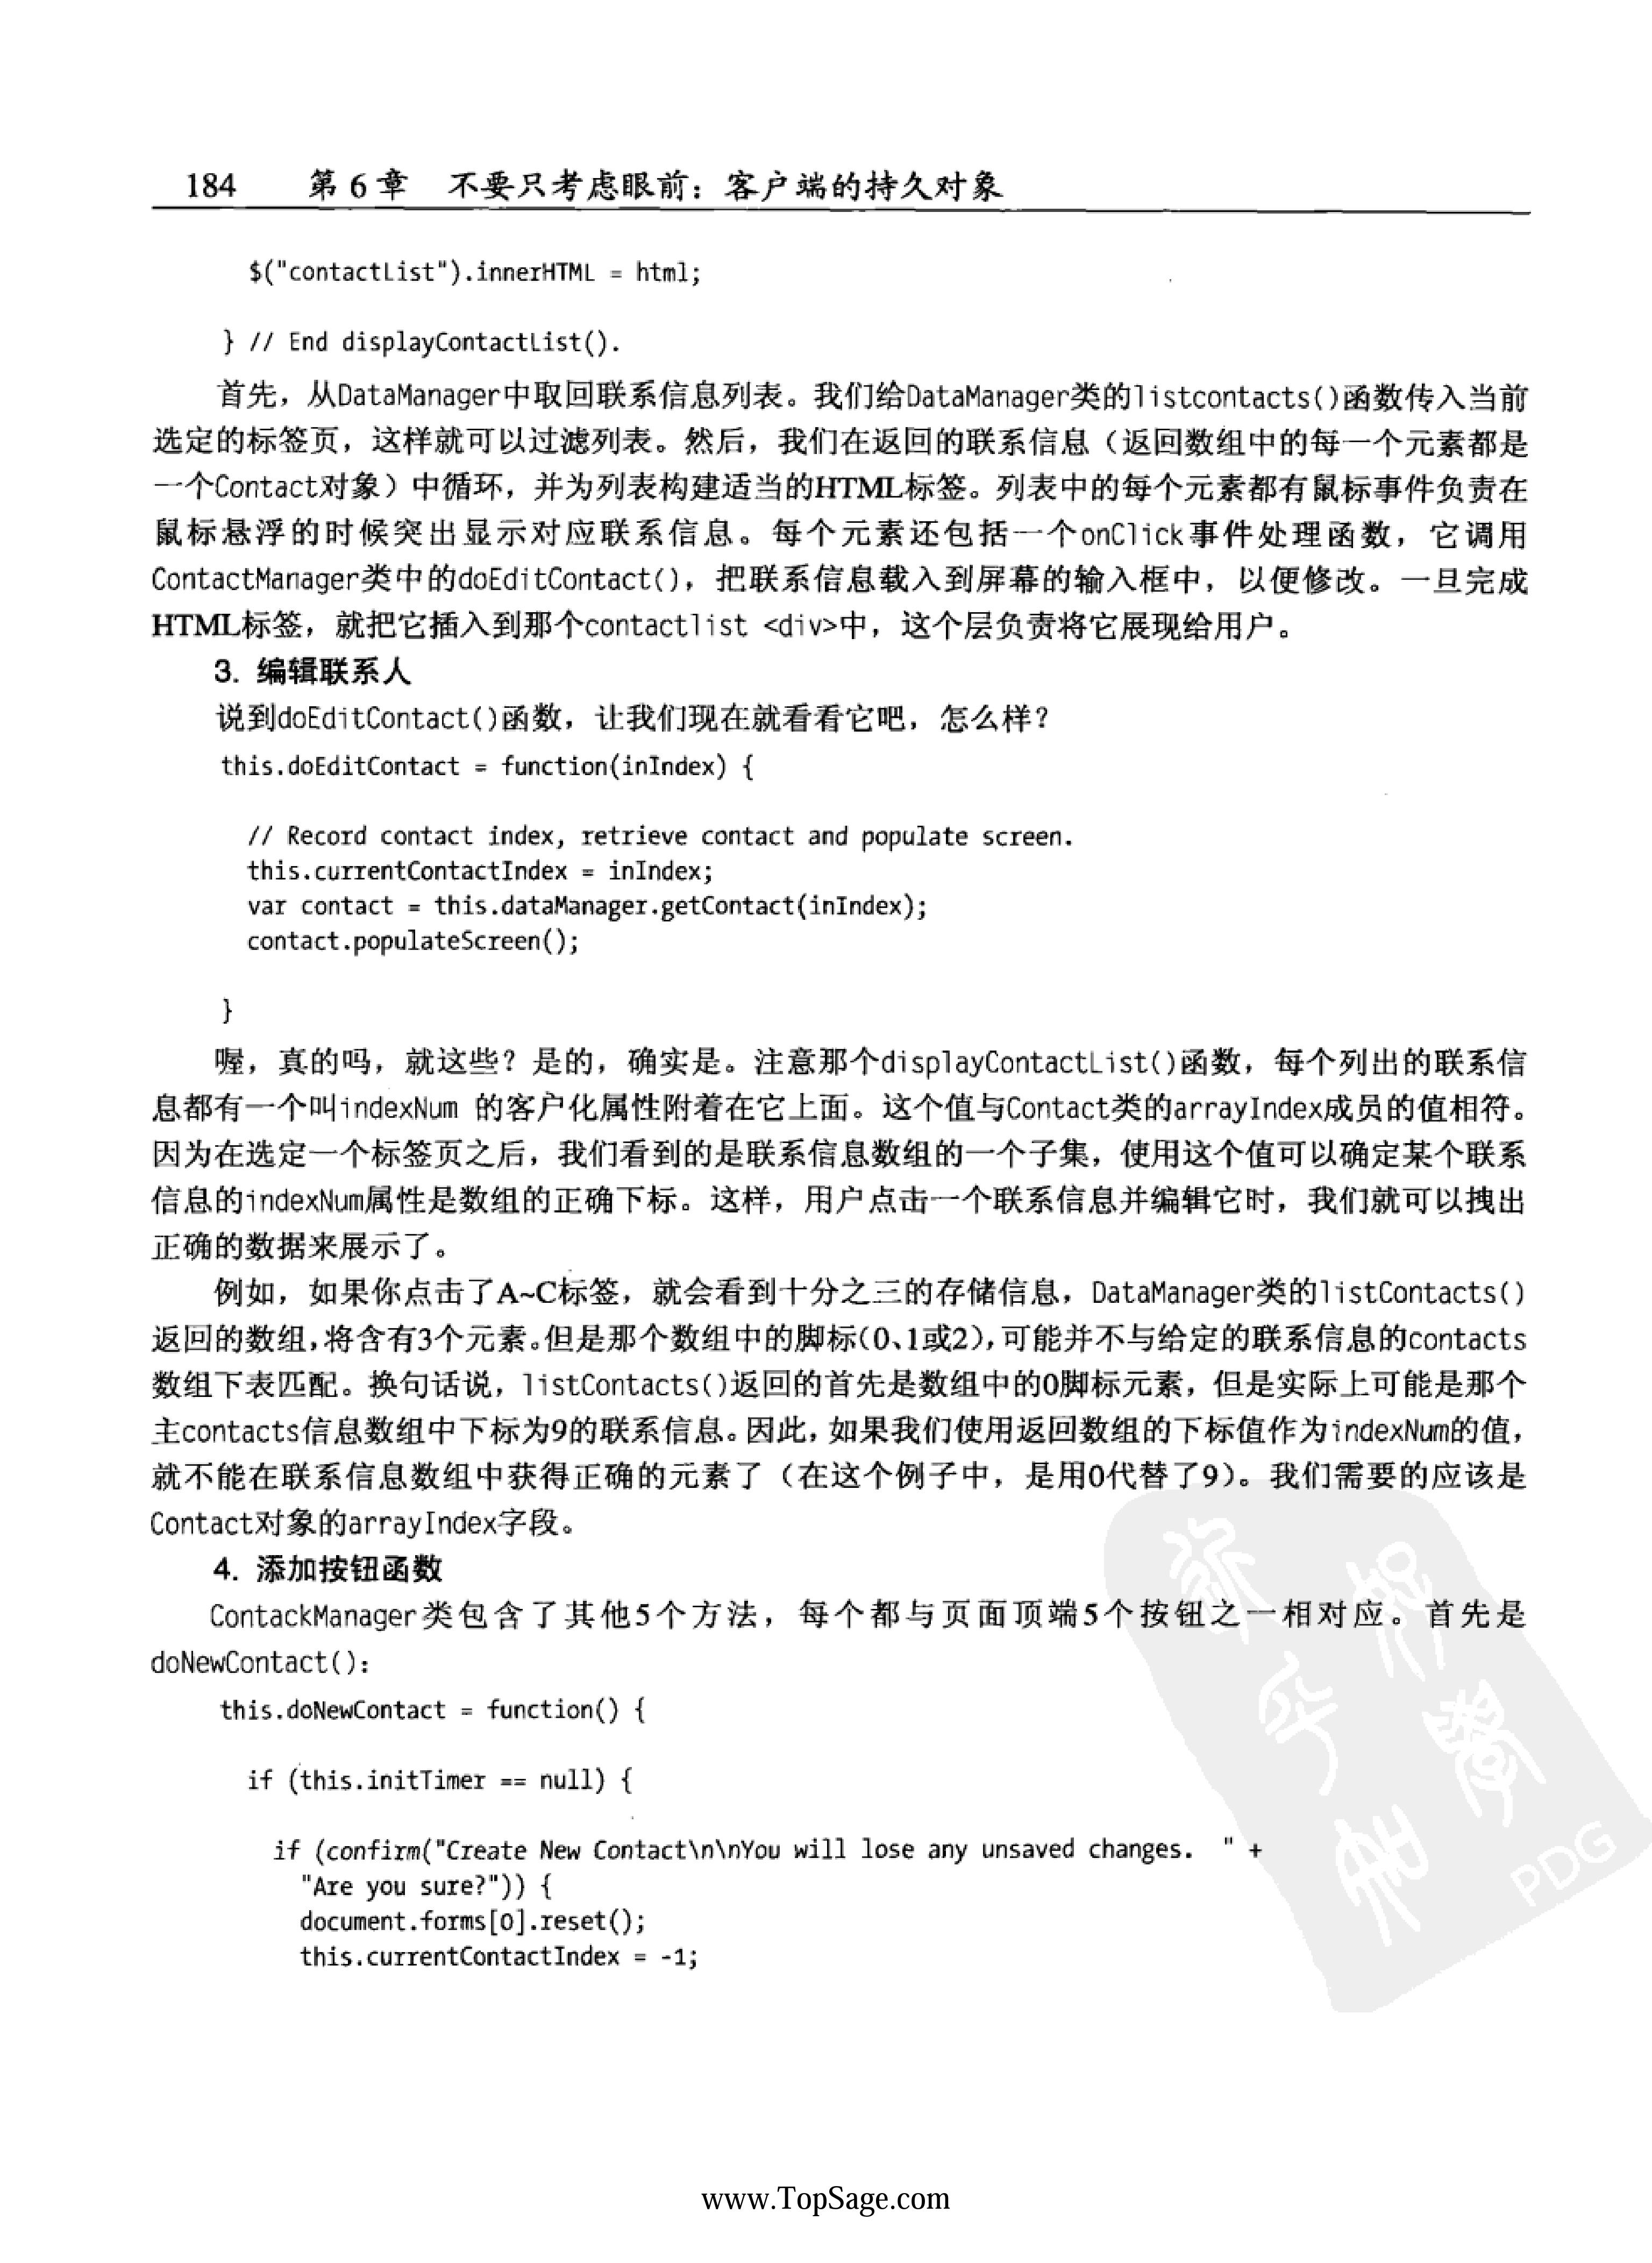 184 第 6 章 不要只考虑眼前：客户端的持久对象
$("contactList").innerHTML = html;
} // End displayContactList().
首先，从DataManager中取回联系信息列表。我们给DataManager类的listcontacts()函数传入当前
选定的标签页，这样就可以过滤列表。然后，我们在返回的联系信息（返回数组中的每一个元素都是
一个Contact对象）中循环，并为列表构建适当的HTML标签。列表中的每个元素都有鼠标事件负责在
鼠标悬浮的时候突出显示对应联系信息。每个元素还包括一个onClick事件处理函数，它调用
ContactManager类中的doEditContact()，把联系信息载入到屏幕的输入框中，以便修改。一旦完成
HTML标签，就把它插入到那个contactlist <div>中，这个层负责将它展现给用户。
3. 编辑联系人
说到doEditContact()函数，让我们现在就看看它吧，怎么样？
this.doEditContact = function(inIndex) {
// Record contact index, retrieve contact and populate screen.
this.currentContactIndex = inIndex;
var contact = this.dataManager.getContact(inIndex);
contact.populateScreen();
}
喔，真的吗，就这些？是的，确实是。注意那个displayContactList()函数，每个列出的联系信
息都有一个叫indexNum 的客户化属性附着在它上面。这个值与Contact类的arrayIndex成员的值相符。
因为在选定一个标签页之后，我们看到的是联系信息数组的一个子集，使用这个值可以确定某个联系
信息的indexNum属性是数组的正确下标。这样，用户点击一个联系信息并编辑它时，我们就可以拽出
正确的数据来展示了。
例如，如果你点击了A~C标签，就会看到十分之三的存储信息，DataManager类的listContacts()
返回的数组，将含有3个元素。但是那个数组中的脚标(0、1或2)，可能并不与给定的联系信息的contacts
数组下表匹配。换句话说，listContacts()返回的首先是数组中的0脚标元素，但是实际上可能是那个
主contacts信息数组中下标为9的联系信息。因此，如果我们使用返回数组的下标值作为indexNum的值，
就不能在联系信息数组中获得正确的元素了（在这个例子中，是用0代替了9）。我们需要的应该是
Contact对象的arrayIndex字段。
4. 添加按钮函数
ContackManager类包含了其他5个方法，每个都与页面顶端5个按钮之一相对应。首先是
doNewContact()：
this.doNewContact = function() {
if (this.initTimer == null) {
if (confirm("Create New Contact\n\nYou will lose any unsaved changes.  " +
"Are you sure?")) {
document.forms[0].reset();
this.currentContactIndex = -1;
PDG
www.TopSage.com